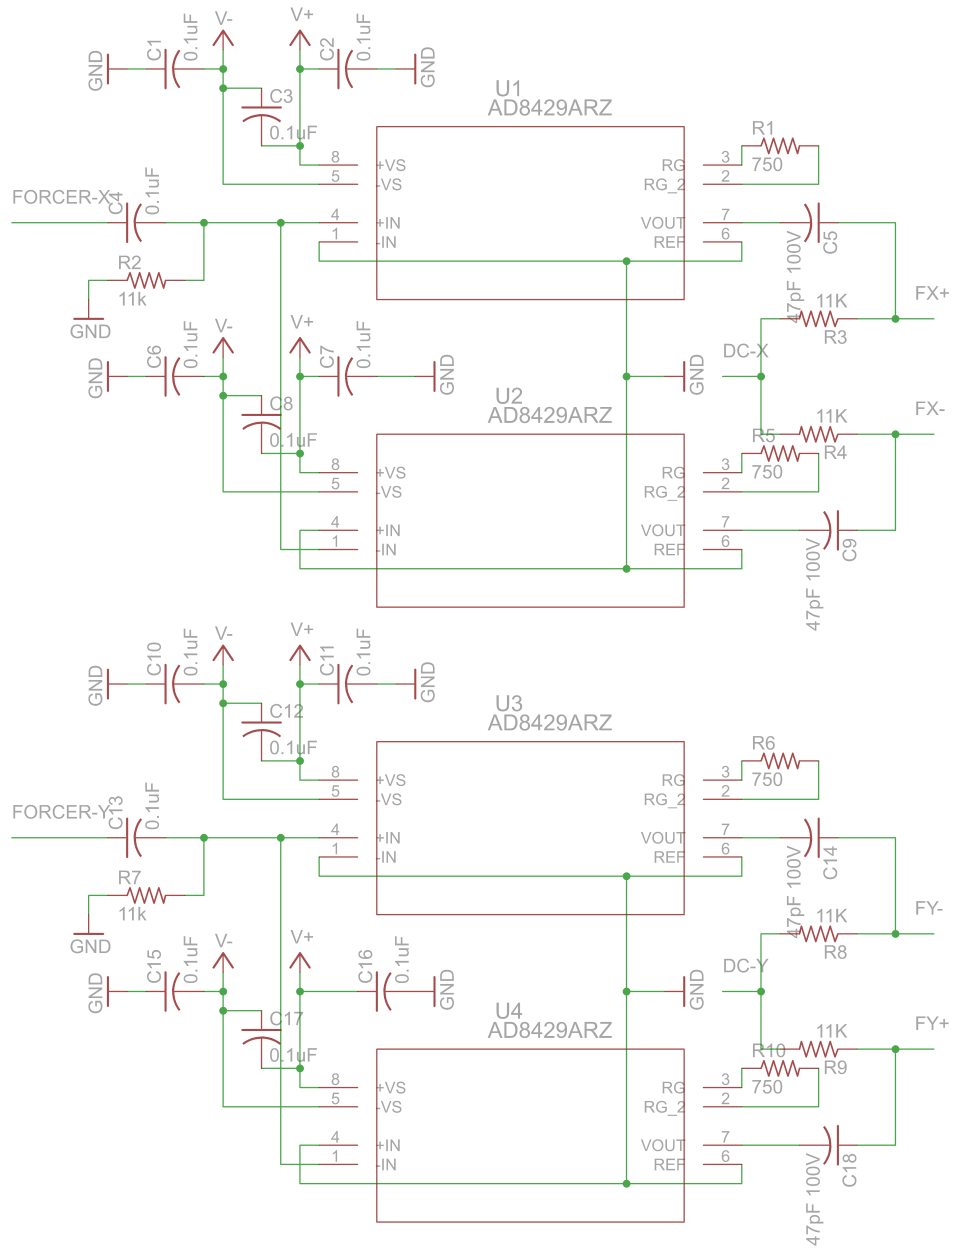 V-
V+
GND
C1
0.1uF
C2
0.1uF
GND
C3
0.1uF
U1
AD8429ARZ
8
+VS
5
-VS
4
+IN
1
-IN
RG
3
RG_2
2
VOUT
7
REF
6
R1
750
FORCER-X
C4
0.1uF
R2
11k
GND
47pF 100V
C5
FX+
11K
R3
V-
V+
GND
C6
0.1uF
C7
0.1uF
GND
C8
0.1uF
GND
DC-X
U2
AD8429ARZ
FX-
11K
R4
R5
750
8
+VS
5
-VS
4
+IN
1
-IN
RG
3
RG_2
2
VOUT
7
REF
6
47pF 100V
C9
V-
V+
GND
C10
0.1uF
C11
0.1uF
GND
C12
0.1uF
U3
AD8429ARZ
8
+VS
5
-VS
4
+IN
1
-IN
RG
3
RG_2
2
VOUT
7
REF
6
R6
750
FORCER-Y
C13
0.1uF
R7
11k
GND
47pF 100V
C14
FY-
11K
R8
V-
V+
GND
C15
0.1uF
C16
0.1uF
GND
C17
0.1uF
GND
DC-Y
U4
AD8429ARZ
FY+
11K
R9
R10
750
8
+VS
5
-VS
4
+IN
1
-IN
RG
3
RG_2
2
VOUT
7
REF
6
47pF 100V
C18